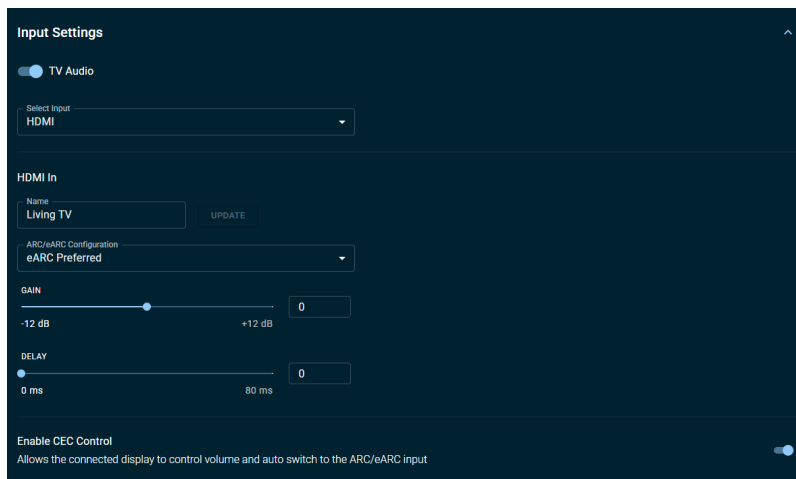 Input Settings
TV Audio
Select Input
HDMI
HDMI In
Name
Living TV
UPDATE
ARC/eARC Configuration
eARC Preferred
GAIN
0
-12 dB +12 dB
DELAY
0
0 ms 80 ms
Enable CEC Control
Allows the connected display to control volume and auto switch to the ARC/eARC input